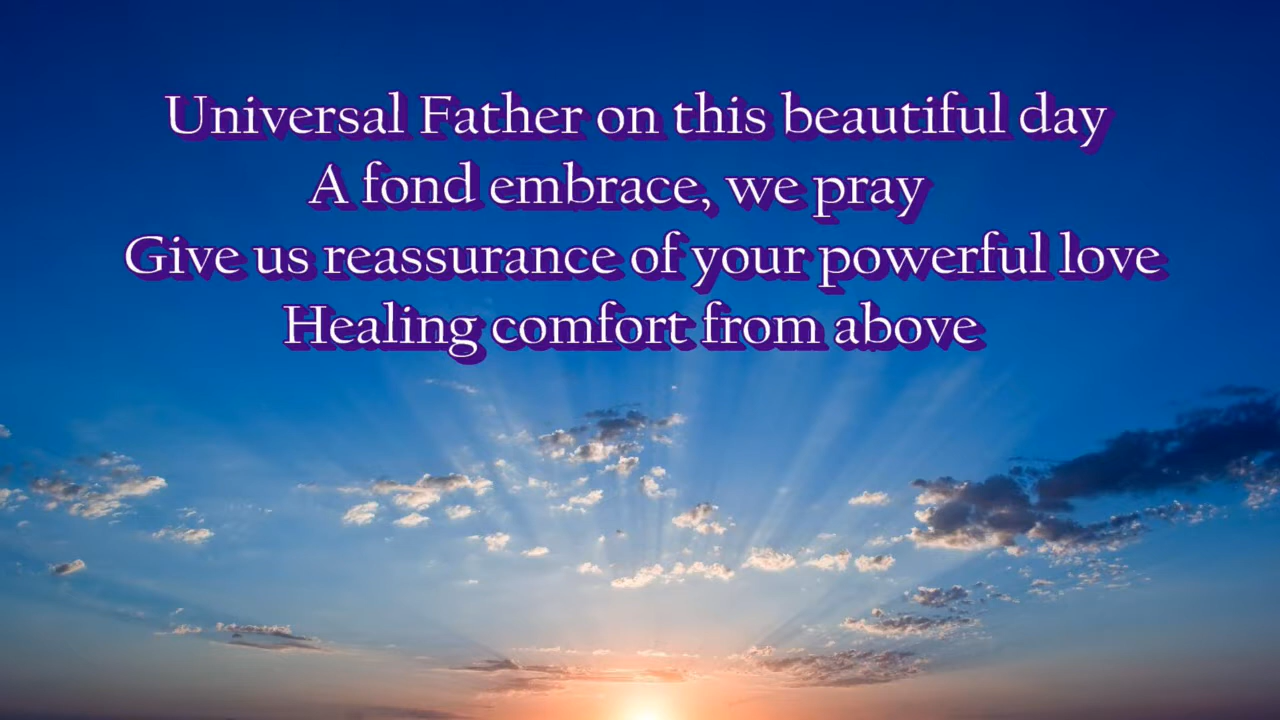 Universal Father on this beautiful day
A fond embrace, we pray
Give us reassurance of your powerful love
Healing comfort from above